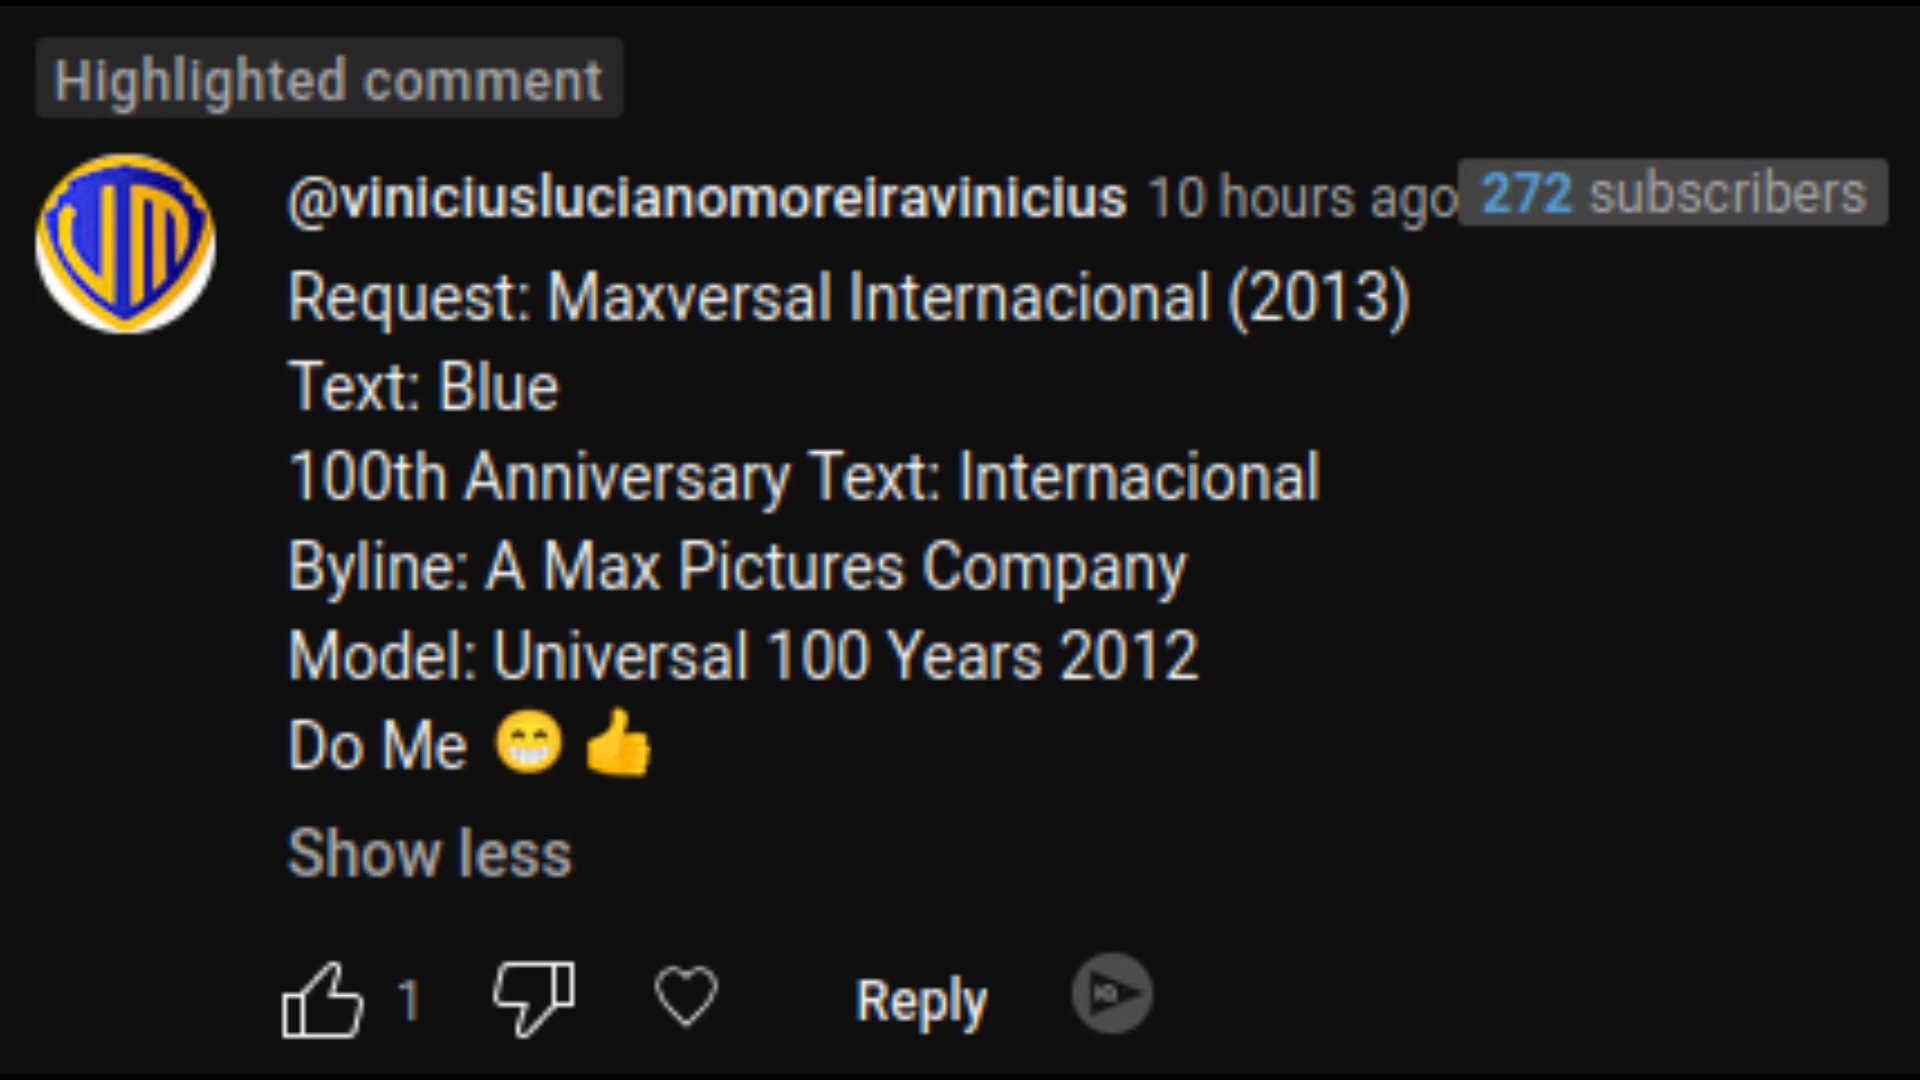 Highlighted comment
@viniciuslucianomoreiravinicius 10 hours ago 272 subscribers
Request: Maxversal Internacional (2013)
Text: Blue
100th Anniversary Text: Internacional
Byline: A Max Pictures Company
Model: Universal 100 Years 2012
Do Me 😁 👍
Show less
1 Reply